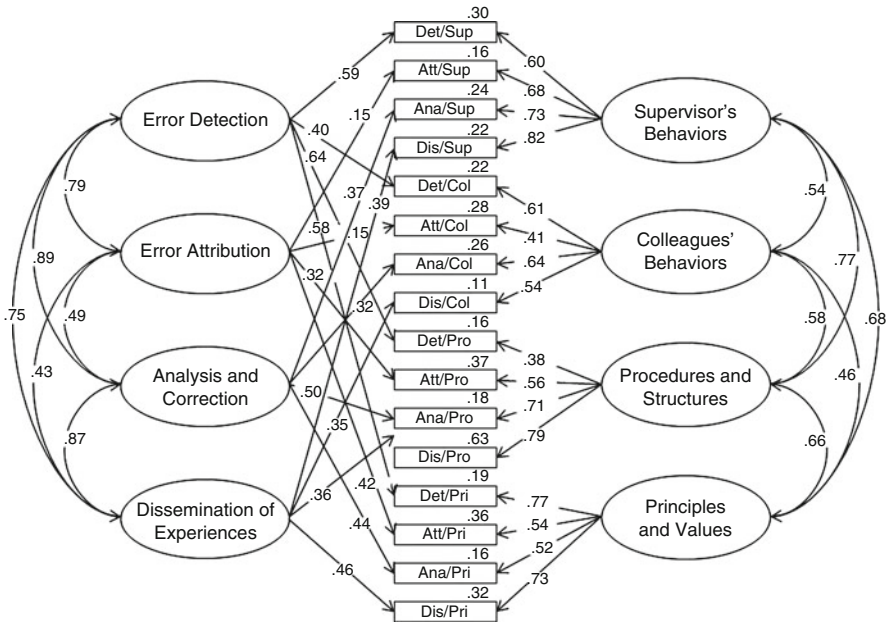 .30
Det/Sup
.16
Att/Sup
.24
Ana/Sup
.22
Dis/Sup
.22
Det/Col
.28
Att/Col
.26
Ana/Col
.11
Dis/Col
.16
Det/Pro
.37
Att/Pro
.18
Ana/Pro
.63
Dis/Pro
.19
Det/Pri
.36
Att/Pri
.16
Ana/Pri
.32
Dis/Pri
Error Detection
Error Attribution
Analysis and
Correction
Dissemination of
Experiences
Supervisor's
Behaviors
Colleagues'
Behaviors
Procedures and
Structures
Principles
and Values
.79
.89
.75
.49
.43
.87
.59
.40
.64
.58
.15
.15
.32
.42
.37
.32
.50
.44
.39
.35
.36
.46
.60
.68
.73
.82
.61
.41
.64
.54
.38
.56
.71
.79
.77
.54
.52
.73
.54
.77
.68
.58
.46
.66